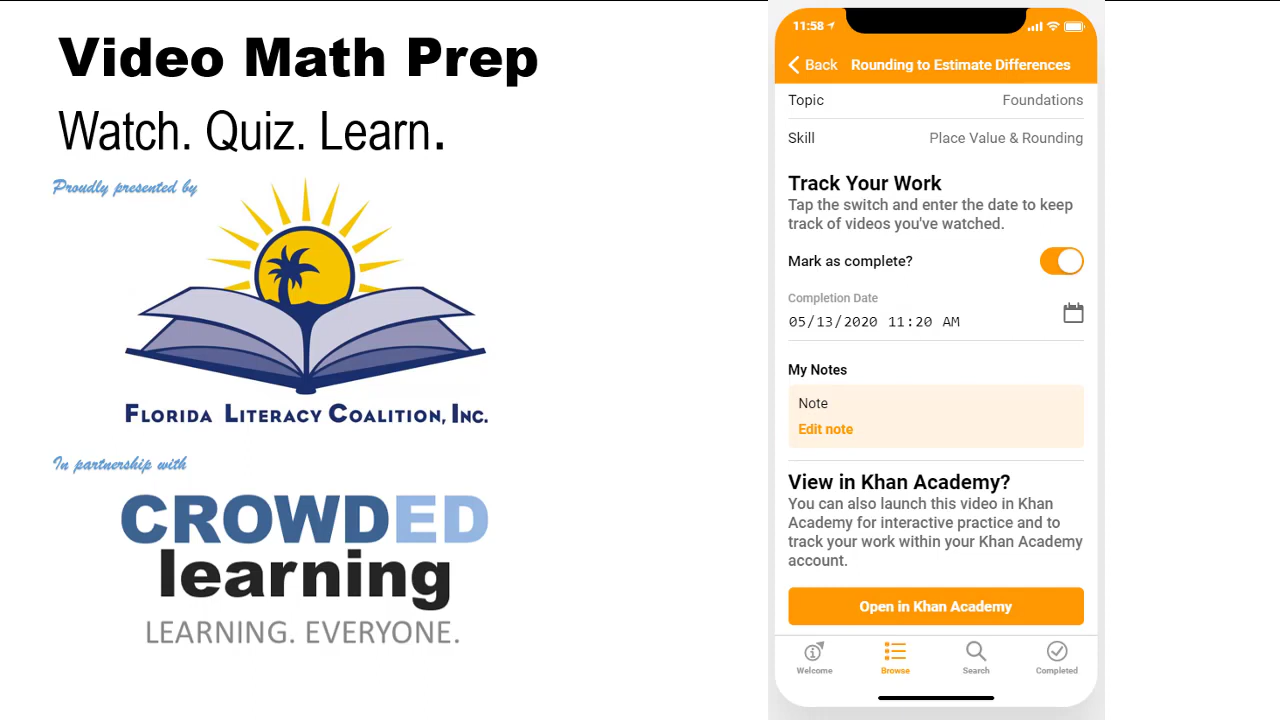 Video Math Prep
Watch. Quiz. Learn.
Proudly presented by
FLORIDA LITERACY COALITION, INC.
In partnership with
CROWDED
learning
LEARNING. EVERYONE.
11:58
Back Rounding to Estimate Differences
Topic Foundations
Skill Place Value & Rounding
Track Your Work
Tap the switch and enter the date to keep
track of videos you've watched.
Mark as complete?
Completion Date
05/13/2020 11:20 AM
My Notes
Note
Edit note
View in Khan Academy?
You can also launch this video in Khan
Academy for interactive practice and to
track your work within your Khan Academy
account.
Open in Khan Academy
Welcome Browse Search Completed